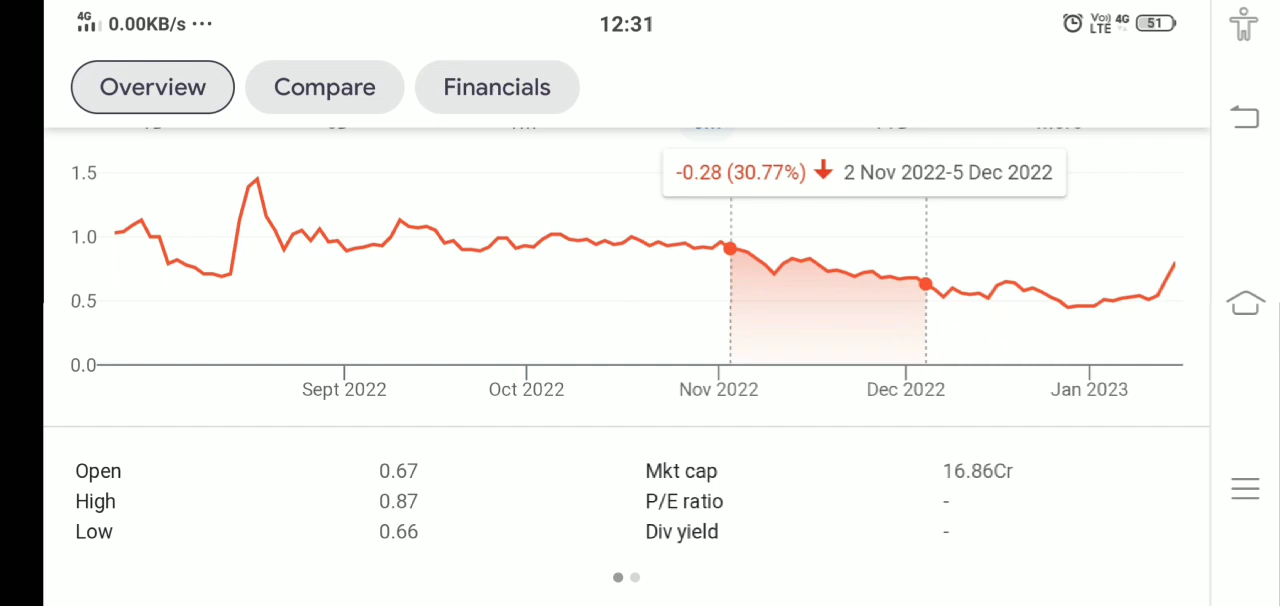 4G 0.00KB/s ... 12:31 Vo) LTE 4G 51
Overview Compare Financials
-0.28 (30.77%) 2 Nov 2022-5 Dec 2022
1.5
1.0
0.5
0.0
Sept 2022 Oct 2022 Nov 2022 Dec 2022 Jan 2023
Open 0.67 Mkt cap 16.86Cr
High 0.87 P/E ratio -
Low 0.66 Div yield -